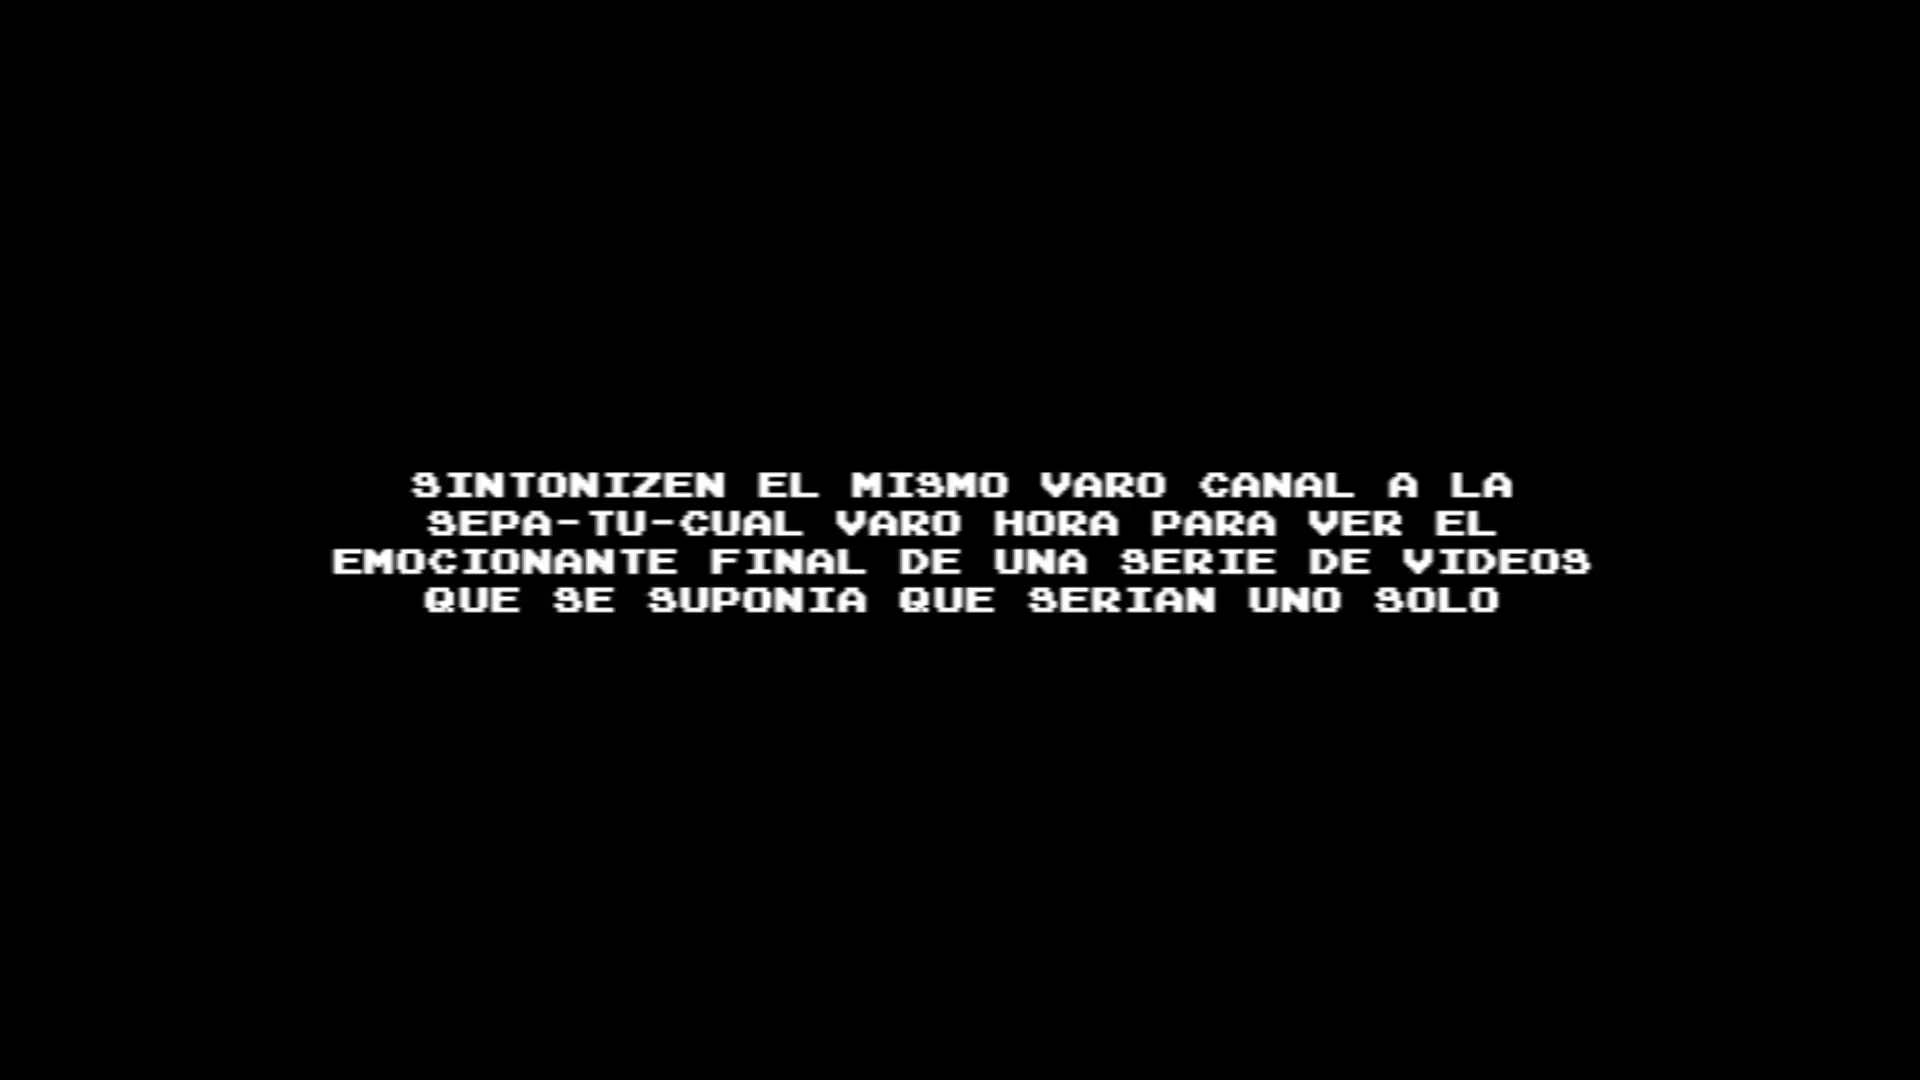 SINTONIZEN EL MISMO VARO CANAL A LA
SEPA-TU-CUAL VARO HORA PARA VER EL
EMOCIONANTE FINAL DE UNA SERIE DE VIDEOS
QUE SE SUPONIA QUE SERIAN UNO SOLO